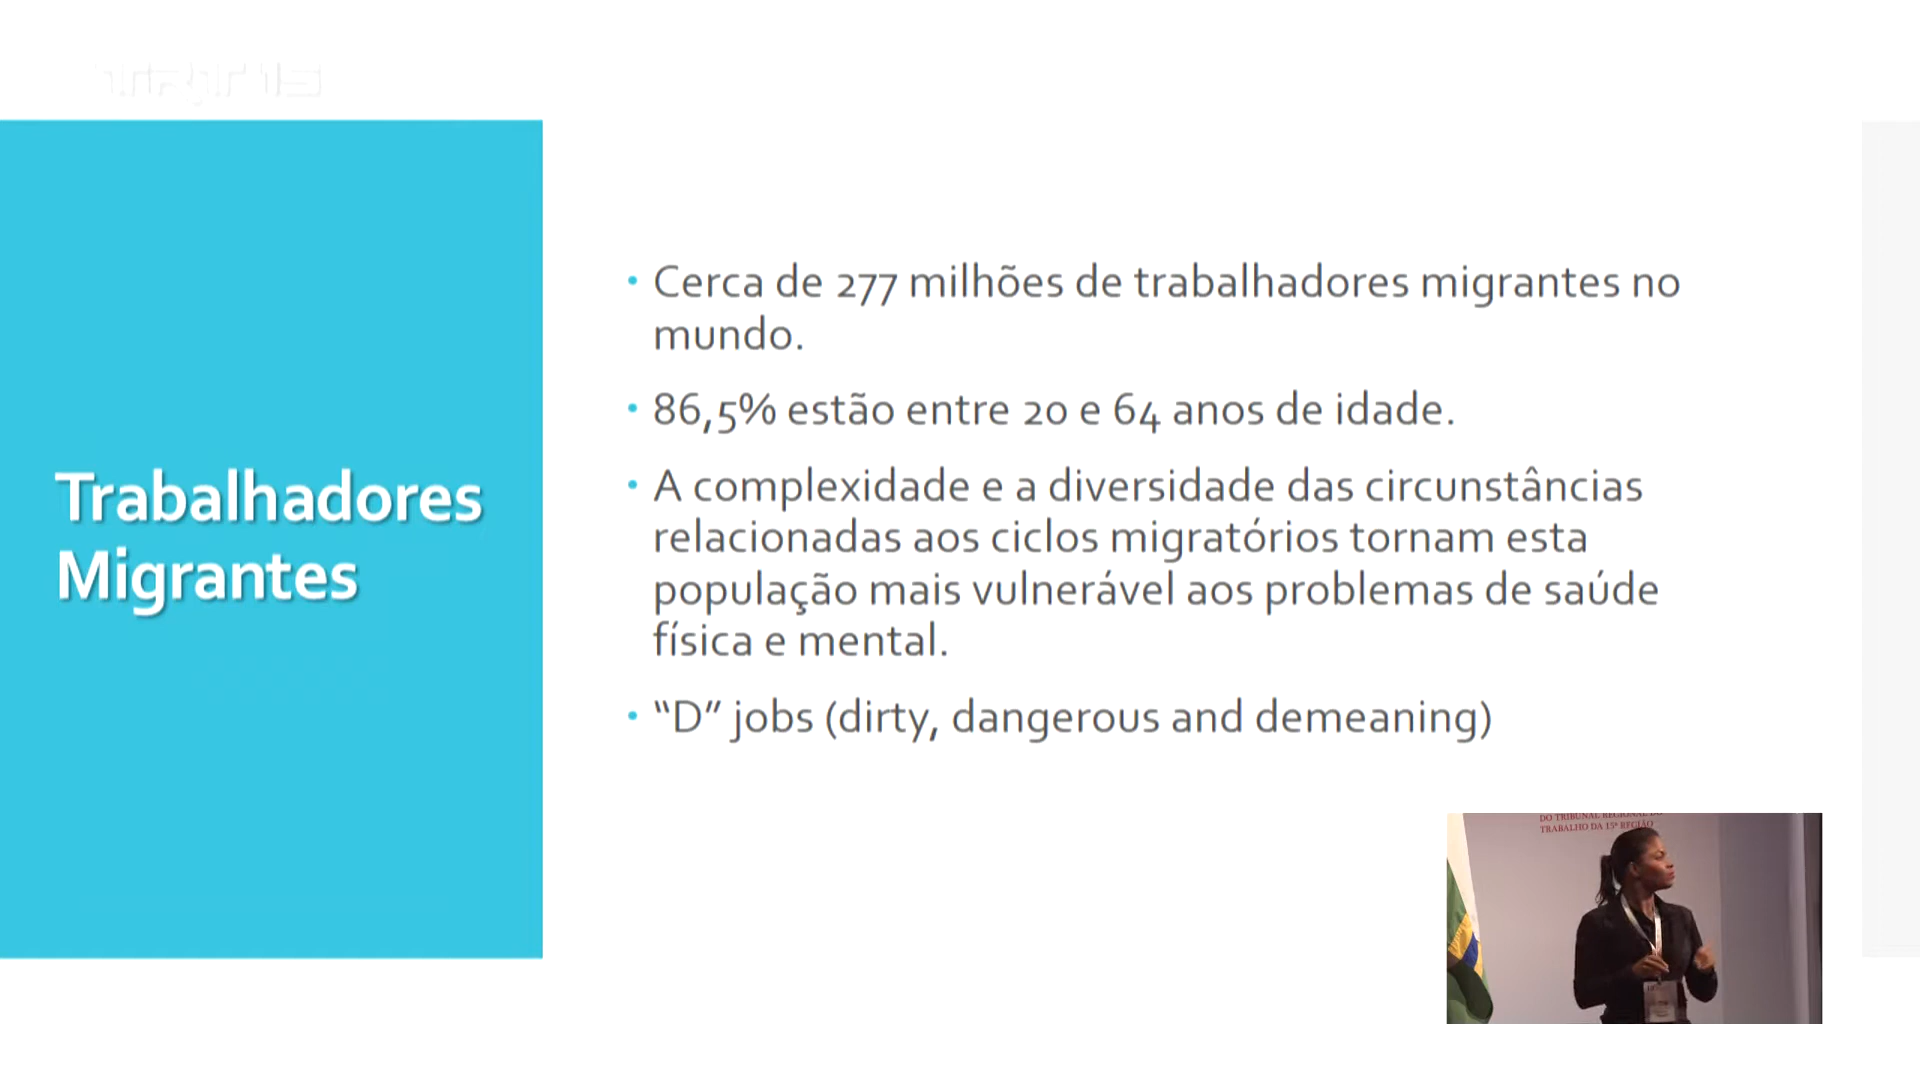 Trabalhadores
Migrantes
• Cerca de 277 milhões de trabalhadores migrantes no
mundo.
• 86,5% estão entre 20 e 64 anos de idade.
• A complexidade e a diversidade das circunstâncias
relacionadas aos ciclos migratórios tornam esta
população mais vulnerável aos problemas de saúde
física e mental.
• “D” jobs (dirty, dangerous and demeaning)
DO TRIBUNAL REGIONAL DO
TRABALHO DA 15ª REGIÃO